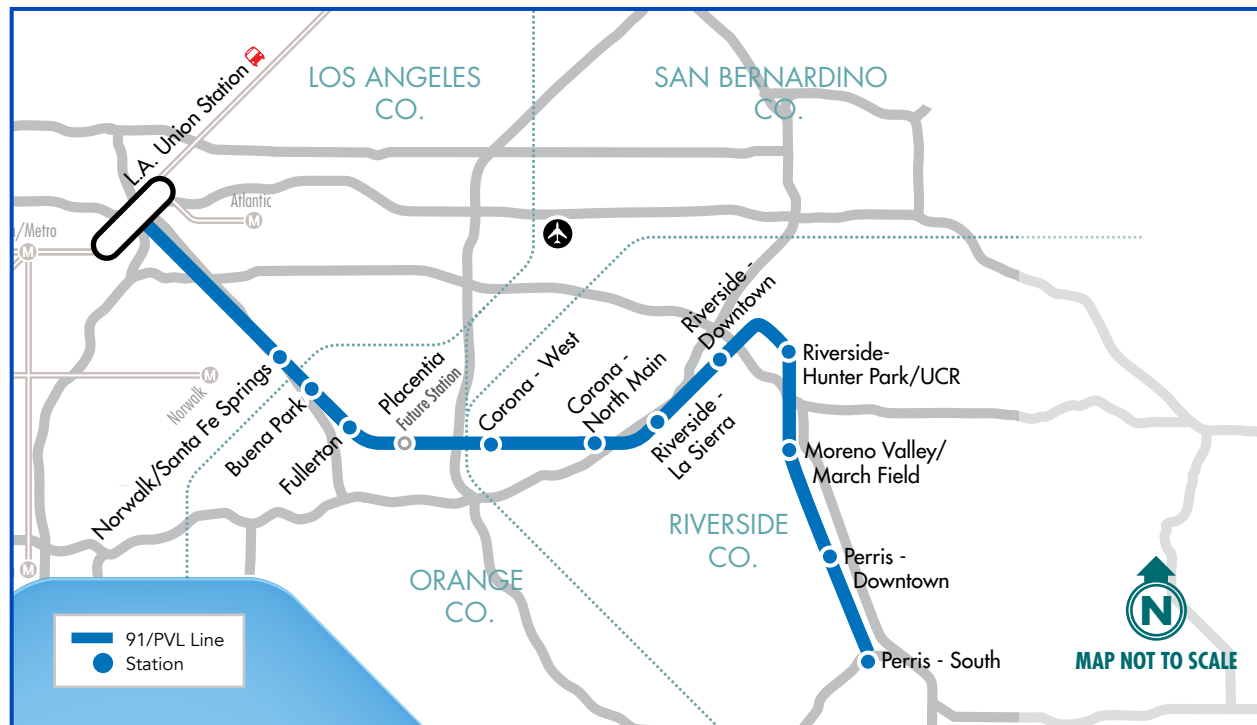 LOS ANGELES
CO.
SAN BERNARDINO
CO.
L.A. Union Station
Atlantic
M
/Metro
M
Riverside -
Downtown
Placentia
Future Station
Corona - West
Corona -
North Main
Riverside-
Hunter Park/UCR
Norwalk
M
Norwalk/Santa Fe Springs
Buena Park
Fullerton
Riverside -
La Sierra
Moreno Valley/
March Field
RIVERSIDE
CO.
Perris -
Downtown
M
ORANGE
CO.
N
MAP NOT TO SCALE
91/PVL Line
Station
Perris - South